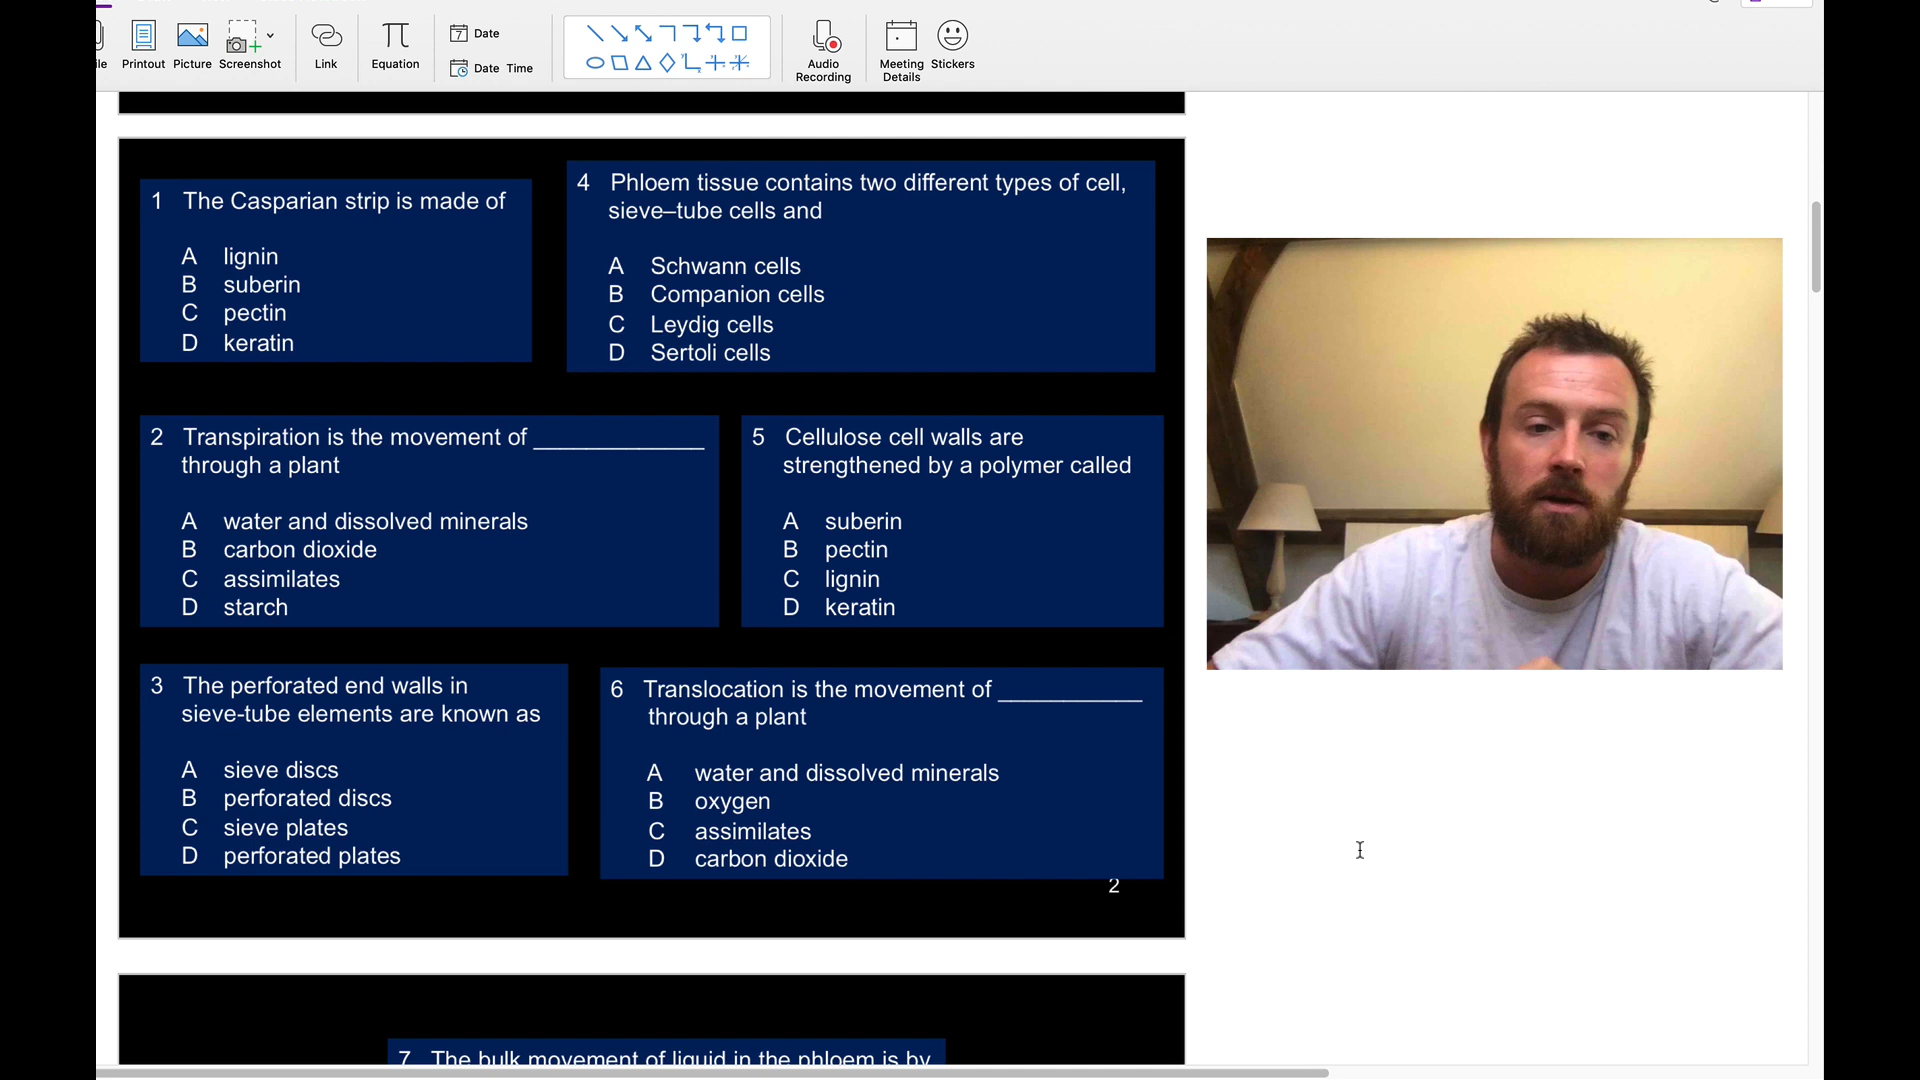 ile
Printout
Picture
Screenshot
Link
Equation
7 Date
Date Time
Audio
Recording
Meeting
Details
Stickers
1 The Casparian strip is made of
A lignin
B suberin
C pectin
D keratin
4 Phloem tissue contains two different types of cell,
sieve–tube cells and
A Schwann cells
B Companion cells
C Leydig cells
D Sertoli cells
2 Transpiration is the movement of _____________
through a plant
A water and dissolved minerals
B carbon dioxide
C assimilates
D starch
5 Cellulose cell walls are
strengthened by a polymer called
A suberin
B pectin
C lignin
D keratin
3 The perforated end walls in
sieve-tube elements are known as
A sieve discs
B perforated discs
C sieve plates
D perforated plates
6 Translocation is the movement of ___________
through a plant
A water and dissolved minerals
B oxygen
C assimilates
D carbon dioxide
2
7 The bulk movement of liquid in the phloem is by